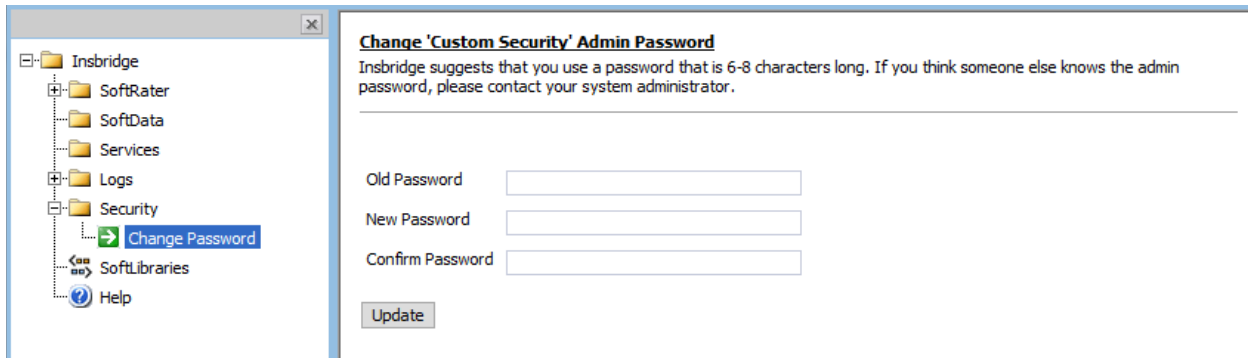 Insbridge
SoftRater
SoftData
Services
Logs
Security
Change Password
SoftLibraries
Help
Change 'Custom Security' Admin Password
Insbridge suggests that you use a password that is 6-8 characters long. If you think someone else knows the admin
password, please contact your system administrator.
Old Password
New Password
Confirm Password
Update